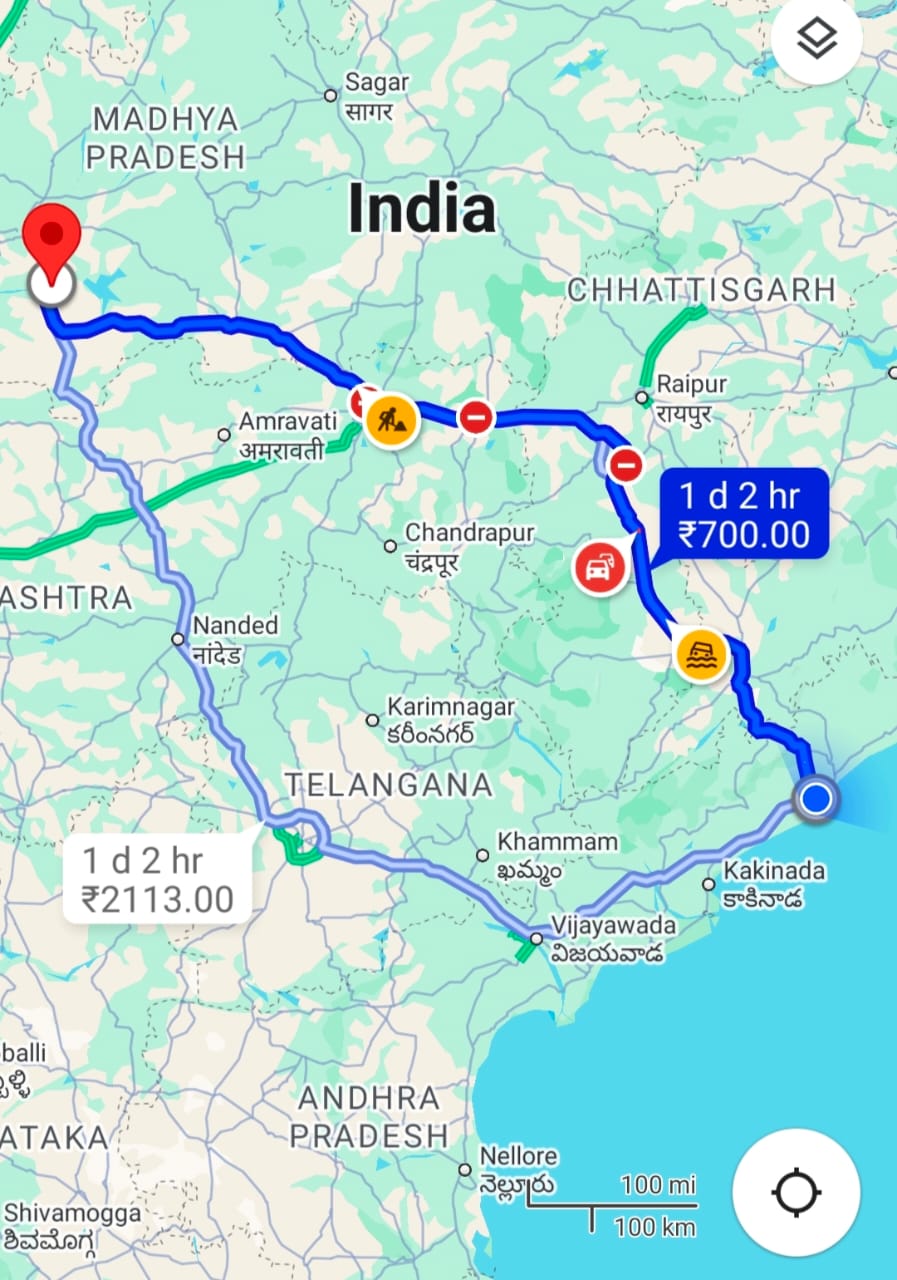 Sagar
सागर
MADHYA
PRADESH
India
CHHATTISGARH
Raipur
रायपुर
Amravati
अमरावती
1 d 2 hr
₹700.00
Chandrapur
चंद्रपूर
ASHTRA
Nanded
नांदेड
Karimnagar
కరీంనగర్
TELANGANA
1 d 2 hr
₹2113.00
Khammam
ఖమ్మం
Kakinada
కాకినాడ
Vijayawada
విజయవాడ
balli
ANDHRA
PRADESH
ATAKA
Nellore
నెల్లూరు
100 mi
100 km
Shivamogga
ಶಿವಮೊಗ್ಗ